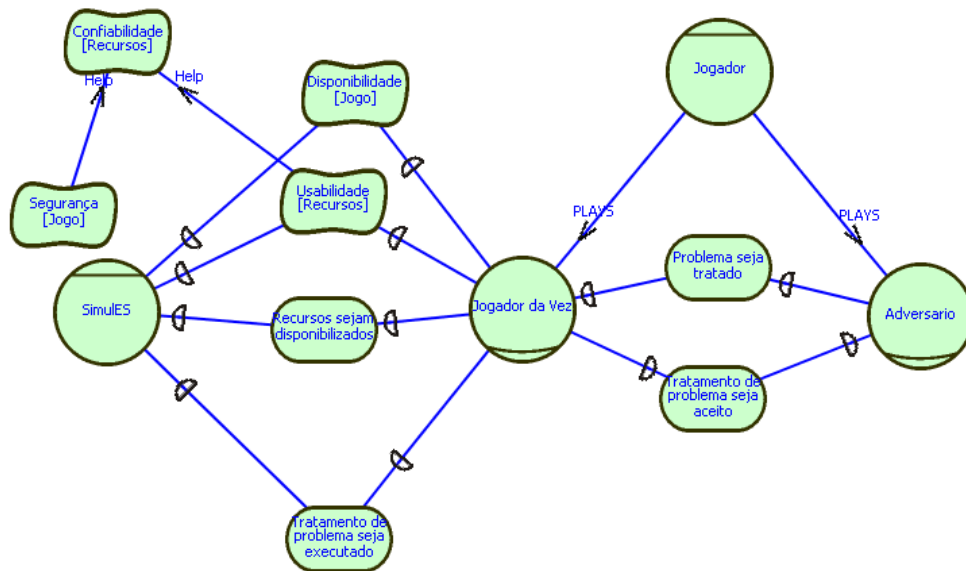 Confiabilidade
[Recursos]
Help
Help
Disponibilidade
[Jogo]
Jogador
Segurança
[Jogo]
Usabilidade
[Recursos]
PLAYS
PLAYS
SimulES
Recursos sejam
disponibilizados
Jogador da Vez
Problema seja
tratado
Adversario
Tratamento de
problema seja
aceito
Tratamento de
problema seja
executado